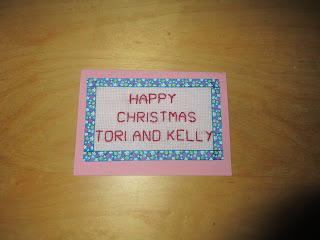 HAPPY
CHRISTMAS
TORI AND KELLY